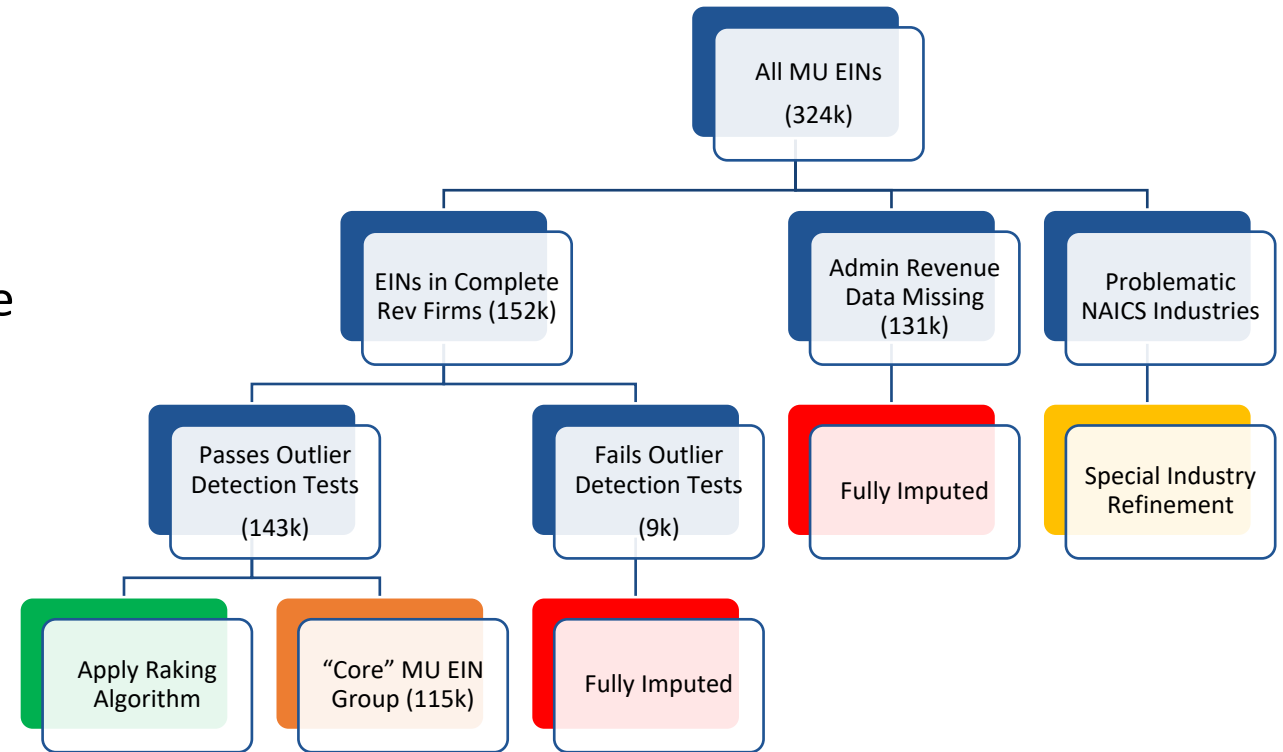 All MU EINs
(324k)
EINs in Complete
Rev Firms (152k)
Admin Revenue
Data Missing
(131k)
Problematic
NAICS Industries
Passes Outlier
Detection Tests
(143k)
Fails Outlier
Detection Tests
(9k)
Fully Imputed
Special Industry
Refinement
Apply Raking
Algorithm
“Core” MU EIN
Group (115k)
Fully Imputed